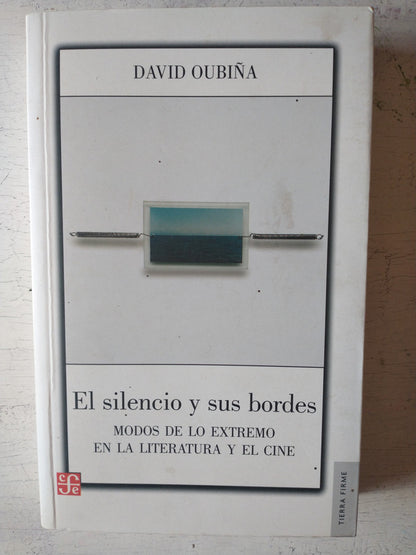 DAVID OUBIÑA
El silencio y sus bordes
MODOS DE LO EXTREMO
EN LA LITERATURA Y EL CINE
TIERRA FIRME